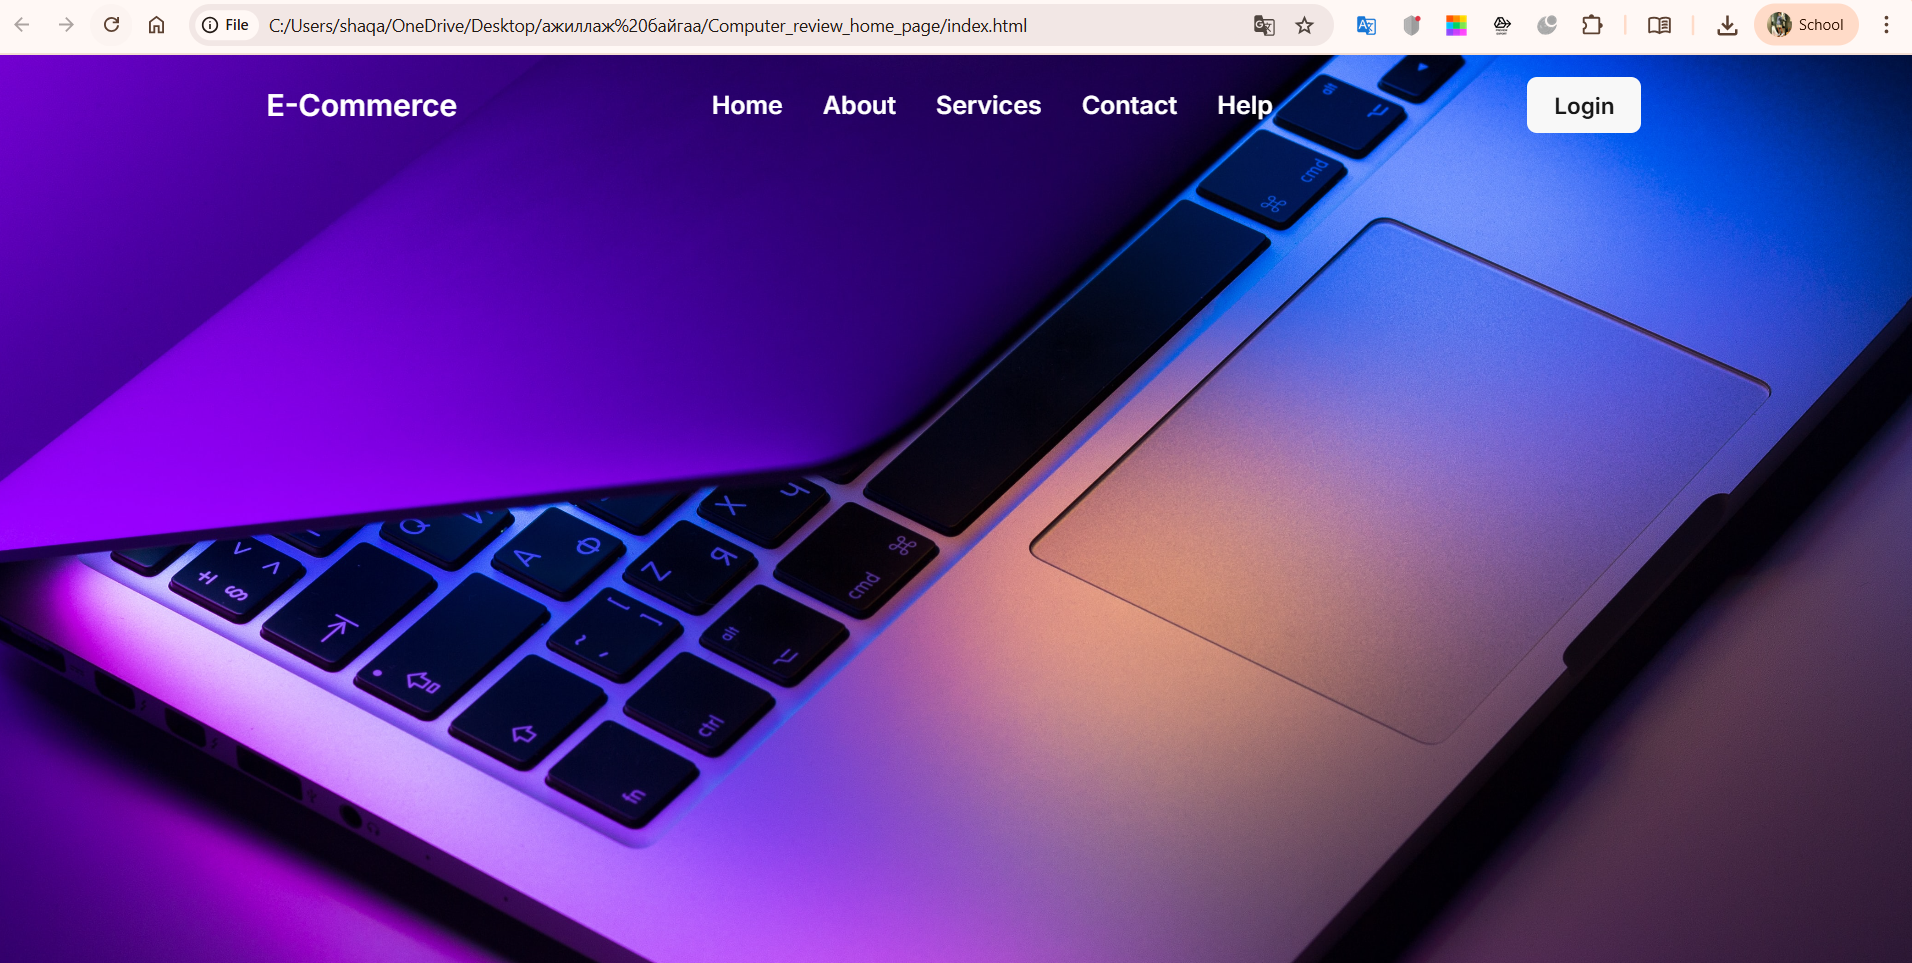 File C:/Users/shaqa/OneDrive/Desktop/ажиллаж%20байгаа/Computer_review_home_page/index.html School
E-Commerce Home About Services Contact Help Login
alt
cmd
X Ч
Q Й
A Ф
Z Я
cmd
< >
± §
[ ]
~ ,
alt
ctrl
fn